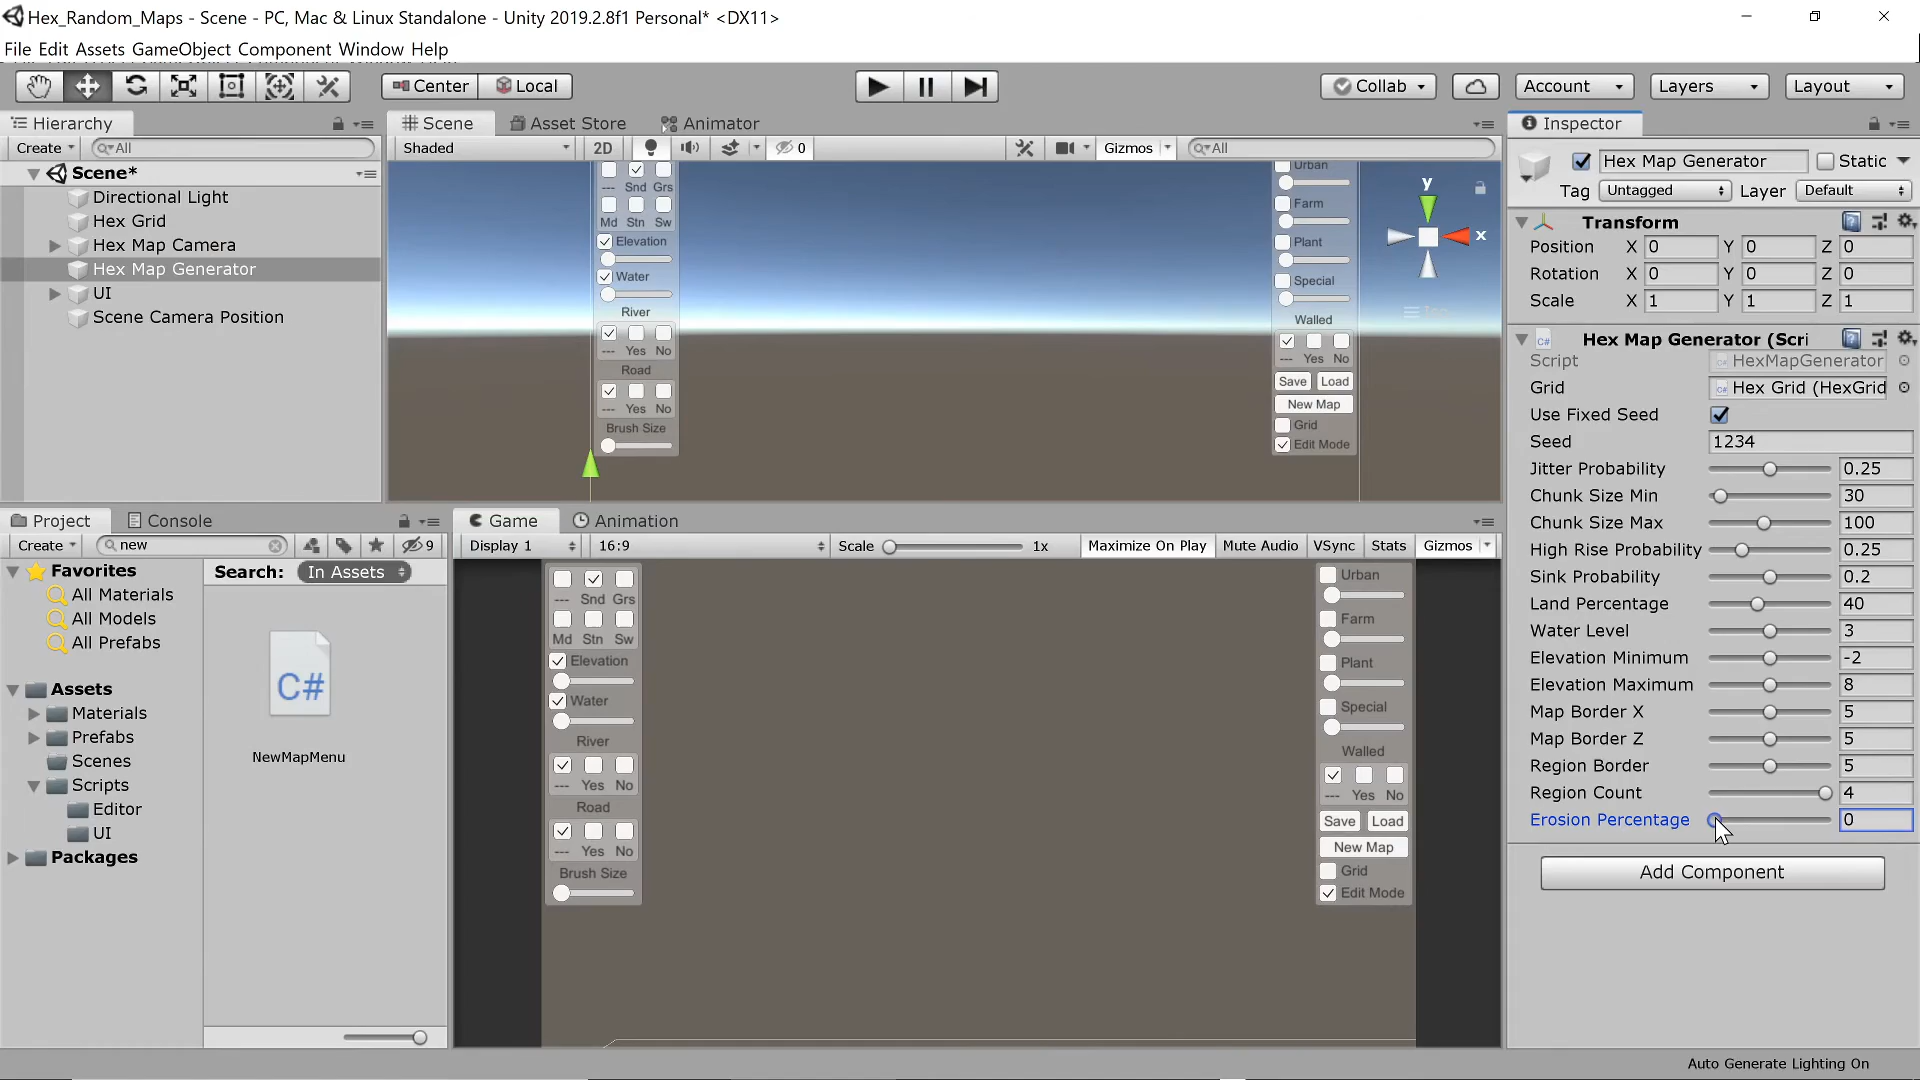 Hex_Random_Maps - Scene - PC, Mac & Linux Standalone - Unity 2019.2.8f1 Personal* <DX11>
File Edit Assets GameObject Component Window Help
Center Local
Collab Account Layers Layout
Hierarchy
Create All
Scene*
Directional Light
Hex Grid
Hex Map Camera
Hex Map Generator
UI
Scene Camera Position
Scene Asset Store Animator
Shaded 2D 0 Gizmos All
--- Snd Grs
Md Stn Sw
Elevation
Water
River
--- Yes No
Road
--- Yes No
Brush Size
Urban
Farm
Plant
Special
Walled
--- Yes No
Save Load
New Map
Grid
Edit Mode
y
x
Project Console
Create new 9
Favorites
All Materials
All Models
All Prefabs
Assets
Materials
Prefabs
Scenes
Scripts
Editor
UI
Packages
Search: In Assets
C#
NewMapMenu
Game Animation
Display 1 16:9 Scale 1x Maximize On Play Mute Audio VSync Stats Gizmos
--- Snd Grs
Md Stn Sw
Elevation
Water
River
--- Yes No
Road
--- Yes No
Brush Size
Urban
Farm
Plant
Special
Walled
--- Yes No
Save Load
New Map
Grid
Edit Mode
Inspector
Hex Map Generator Static
Tag Untagged Layer Default
Transform
Position X 0 Y 0 Z 0
Rotation X 0 Y 0 Z 0
Scale X 1 Y 1 Z 1
C# Hex Map Generator (Scri
Script HexMapGenerator
Grid Hex Grid (HexGrid
Use Fixed Seed
Seed 1234
Jitter Probability 0.25
Chunk Size Min 30
Chunk Size Max 100
High Rise Probability 0.25
Sink Probability 0.2
Land Percentage 40
Water Level 3
Elevation Minimum -2
Elevation Maximum 8
Map Border X 5
Map Border Z 5
Region Border 5
Region Count 4
Erosion Percentage 0
Add Component
Auto Generate Lighting On